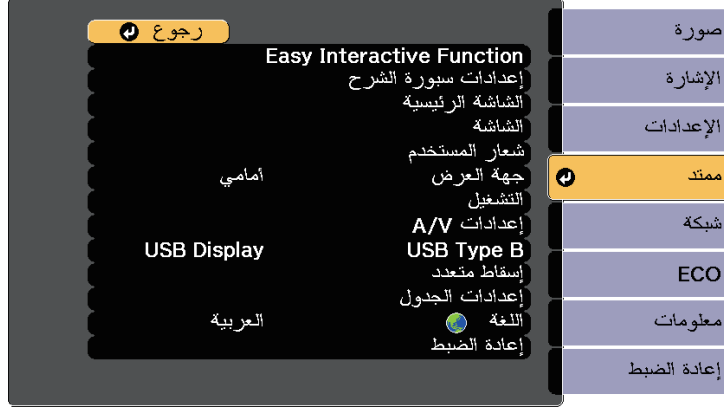 صورة
الإشارة
الإعدادات
ممتد
شبكة
ECO
معلومات
إعادة الضبط
رجوع
Easy Interactive Function
إعدادات سبورة الشرح
الشاشة الرئيسية
الشاشة
شعار المستخدم
جهة العرض أمامي
التشغيل
إعدادات A/V
USB Type B USB Display
إسقاط متعدد
إعدادات الجدول
اللغة العربية
إعادة الضبط